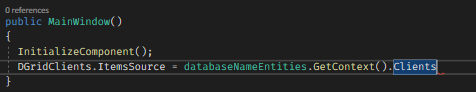 0 references
public MainWindow()
{
InitializeComponent();
DGridClients.ItemsSource = databaseNameEntities.GetContext().Clients
}